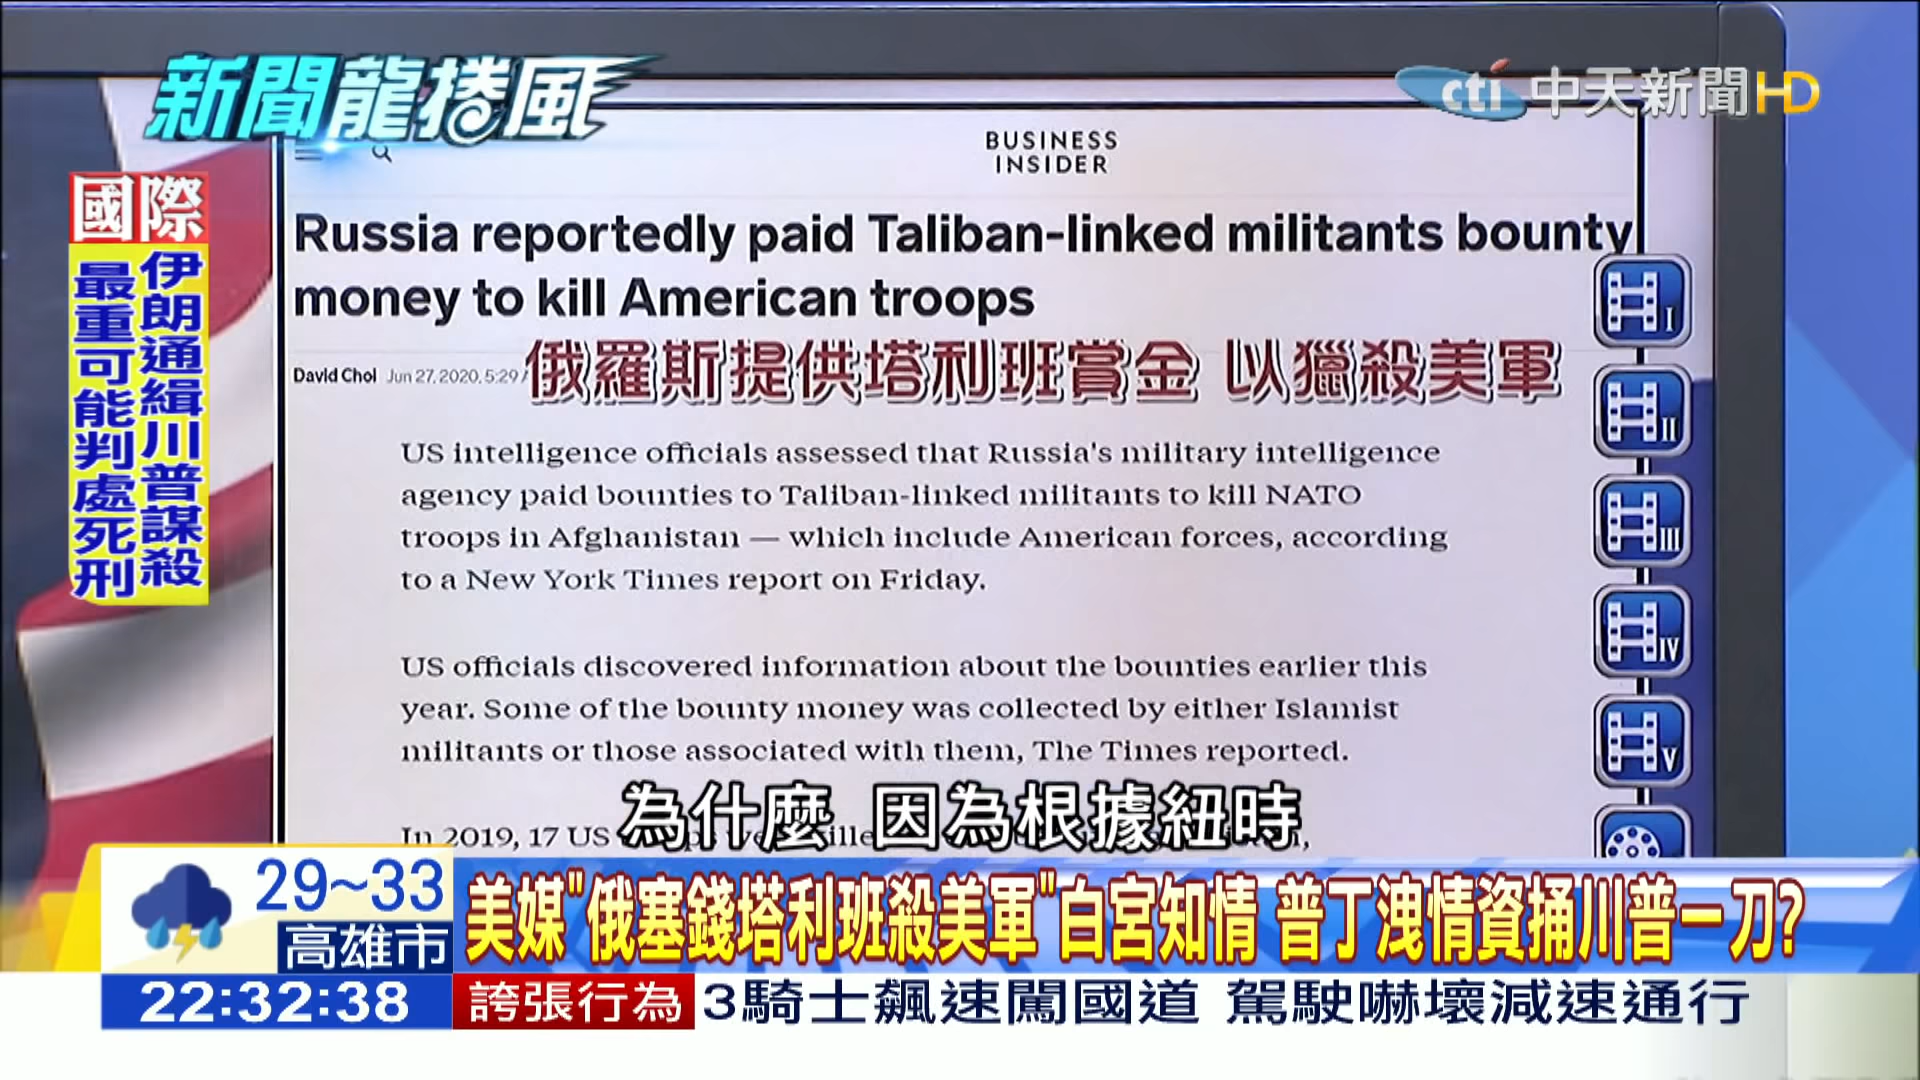 新聞龍捲風
cti 中天新聞HD
BUSINESS
INSIDER
國際
伊朗通緝川普謀殺
最重可能判處死刑
Russia reportedly paid Taliban-linked militants bounty
money to kill American troops
David Choi Jun 27, 2020, 5:29
俄羅斯提供塔利班賞金 以獵殺美軍
US intelligence officials assessed that Russia's military intelligence
agency paid bounties to Taliban-linked militants to kill NATO
troops in Afghanistan — which include American forces, according
to a New York Times report on Friday.
US officials discovered information about the bounties earlier this
year. Some of the bounty money was collected by either Islamist
militants or those associated with them, The Times reported.
In 2019, 17 US
I
II
III
IV
V
為什麼 因為根據紐時
29~33
高雄市
美媒"俄塞錢塔利班殺美軍"白宮知情 普丁洩情資捅川普一刀?
22:32:38
誇張行為 3騎士飆速闖國道 駕駛嚇壞減速通行